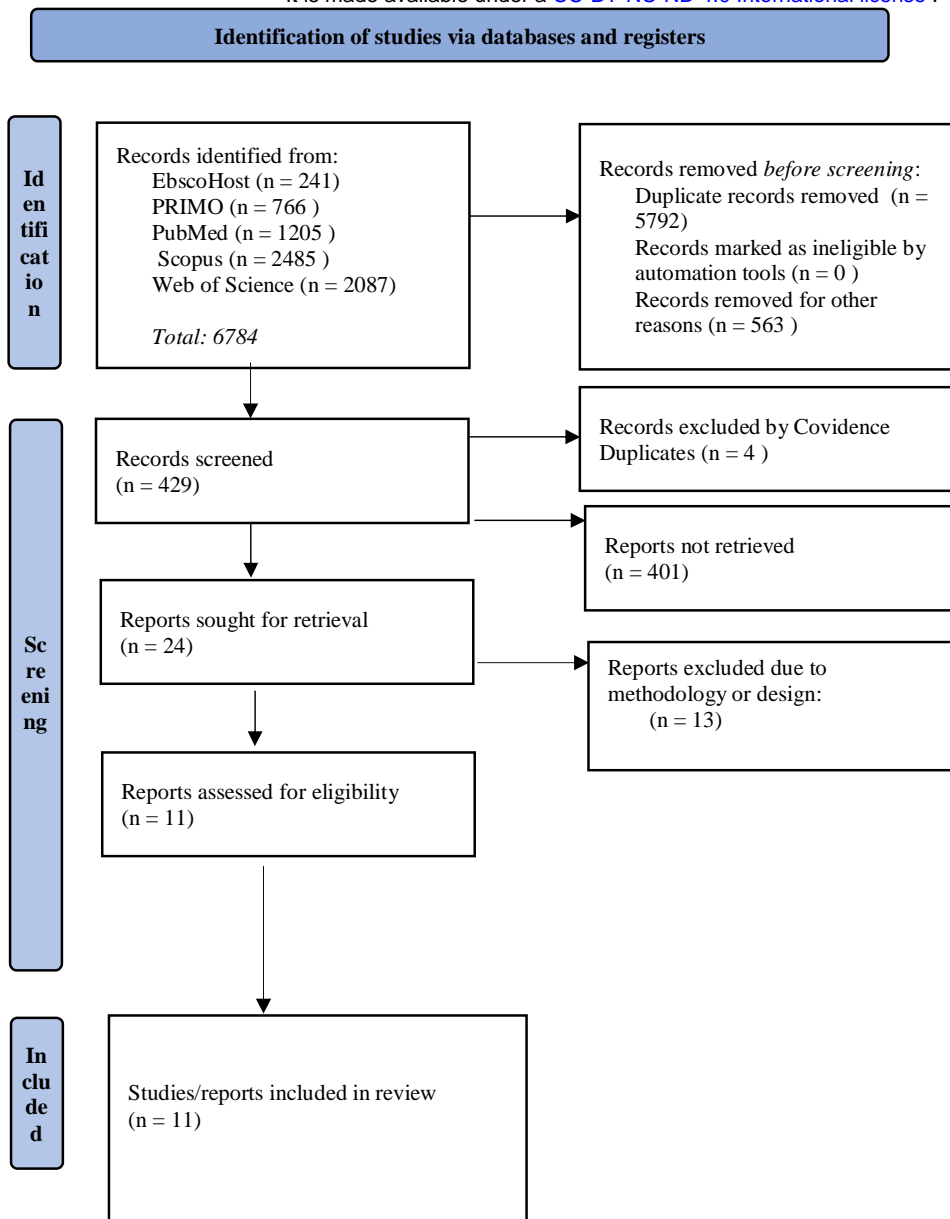 It is made available under a CC-BY-NC-ND 4.0 International license .
Identification of studies via databases and registers
Id
en
tifi
cat
io
n
Records identified from:
EbscoHost (n = 241)
PRIMO (n = 766 )
PubMed (n = 1205 )
Scopus (n = 2485 )
Web of Science (n = 2087)
Total: 6784
Records removed before screening:
Duplicate records removed (n =
5792)
Records marked as ineligible by
automation tools (n = 0 )
Records removed for other
reasons (n = 563 )
Sc
re
eni
ng
Records screened
(n = 429)
Records excluded by Covidence
Duplicates (n = 4 )
Reports not retrieved
(n = 401)
Reports sought for retrieval
(n = 24)
Reports excluded due to
methodology or design:
(n = 13)
Reports assessed for eligibility
(n = 11)
In
clu
de
d
Studies/reports included in review
(n = 11)